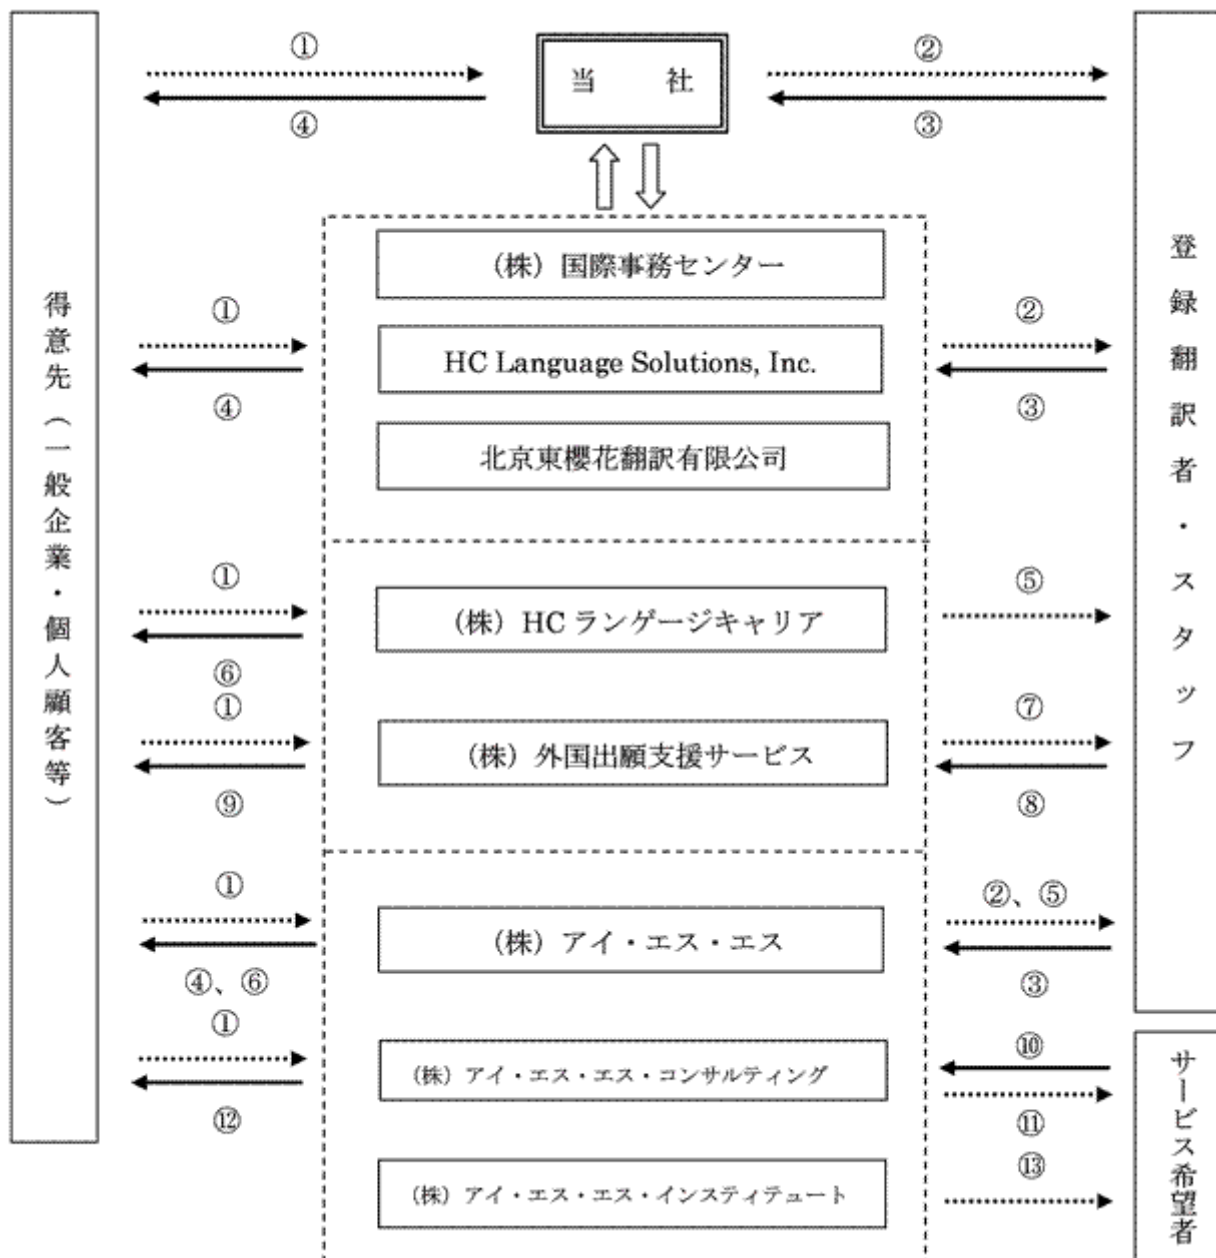 ① ②
当 社
④ ③
得意先（一般企業・個人顧客等）
登録翻訳者・スタッフ
（株）国際事務センター
① ②
HC Language Solutions, Inc.
④ ③
北京東櫻花翻訳有限公司
① ⑤
（株）HC ランゲージキャリア
⑥
① ⑦
（株）外国出願支援サービス
⑨ ⑧
① ②、⑤
（株）アイ・エス・エス
④、⑥ ③
① ⑩
（株）アイ・エス・エス・コンサルティング
⑫ ⑪
サービス希望者
⑬
（株）アイ・エス・エス・インスティテュート